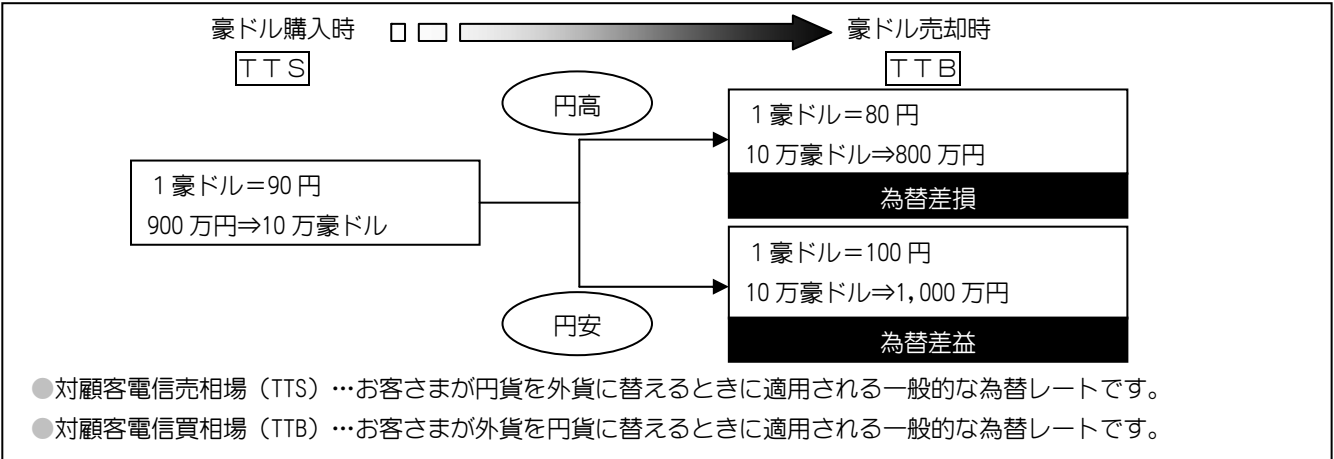 豪ドル購入時
豪ドル売却時
TTS
TTB
円高
1豪ドル=80円
10万豪ドル⇒800万円
為替差損
1豪ドル=90円
900万円⇒10万豪ドル
1豪ドル=100円
10万豪ドル⇒1,000万円
為替差益
円安
●対顧客電信売相場(TTS)…お客さまが円貨を外貨に替えるときに適用される一般的な為替レートです。
●対顧客電信買相場(TTB)…お客さまが外貨を円貨に替えるときに適用される一般的な為替レートです。